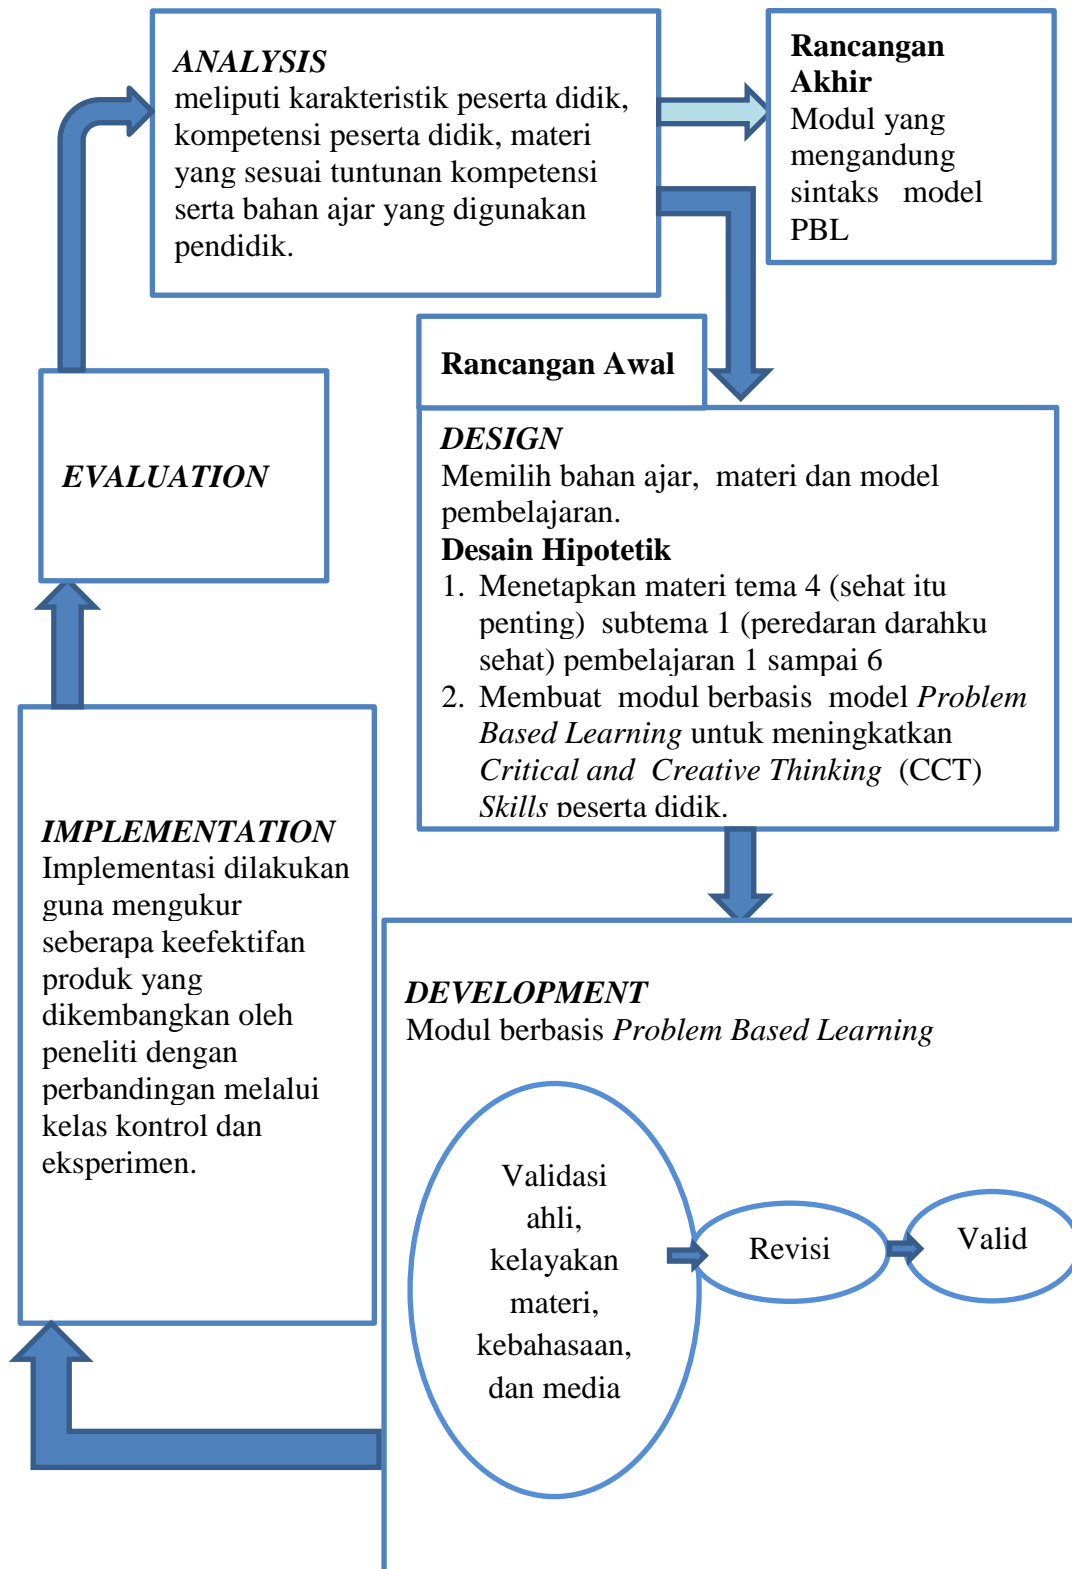 ANALYSIS
meliputi karakteristik peserta didik,
kompetensi peserta didik, materi
yang sesuai tuntunan kompetensi
serta bahan ajar yang digunakan
pendidik.
Rancangan
Akhir
Modul yang
mengandung
sintaks model
PBL
Rancangan Awal
DESIGN
Memilih bahan ajar, materi dan model
pembelajaran.
Desain Hipotetik
1. Menetapkan materi tema 4 (sehat itu
penting) subtema 1 (peredaran darahku
sehat) pembelajaran 1 sampai 6
2. Membuat modul berbasis model Problem
Based Learning untuk meningkatkan
Critical and Creative Thinking (CCT)
Skills peserta didik.
EVALUATION
IMPLEMENTATION
Implementasi dilakukan
guna mengukur
seberapa keefektifan
produk yang
dikembangkan oleh
peneliti dengan
perbandingan melalui
kelas kontrol dan
eksperimen.
DEVELOPMENT
Modul berbasis Problem Based Learning
Validasi
ahli,
kelayakan
materi,
kebahasaan,
dan media
Revisi
Valid